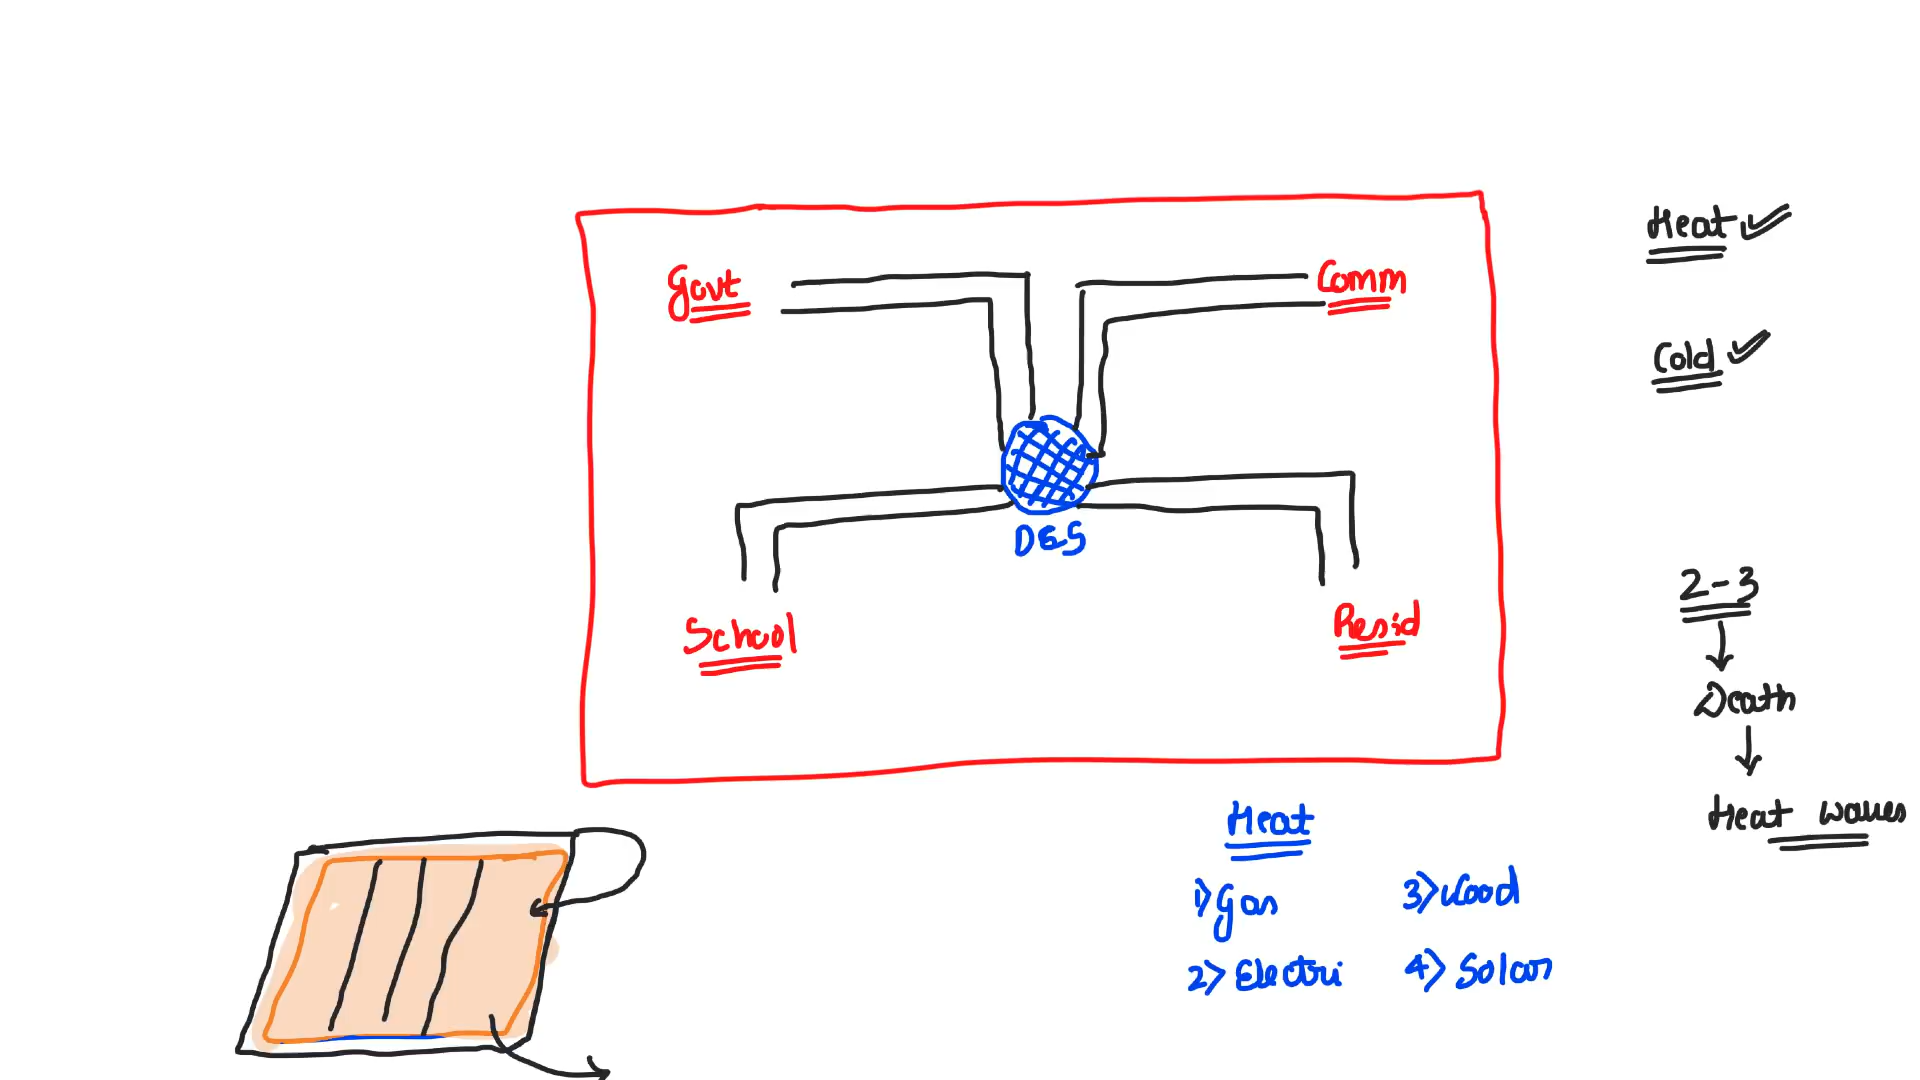 Govt
Comm
DES
School
Resid
Heat
Cold
2-3
Death
Heat waves
Heat
1) Gas
2) Electri
3) Wood
4) Solar